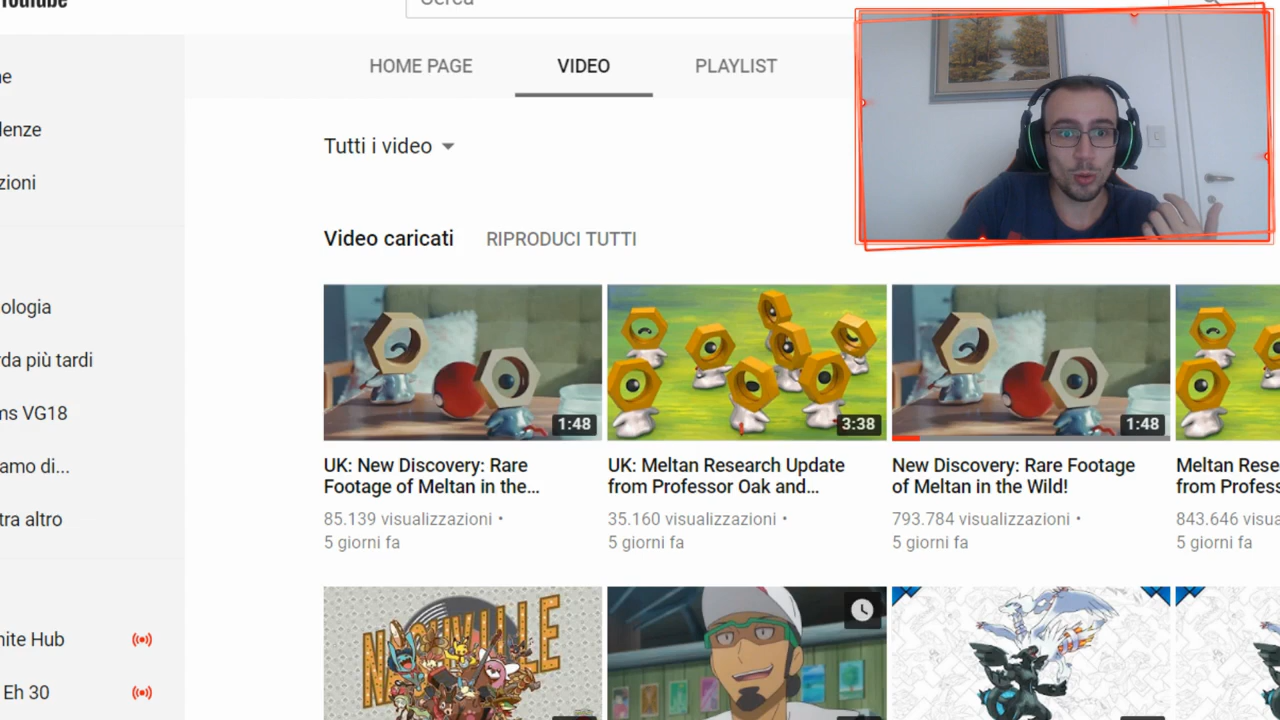 HOME PAGE
VIDEO
PLAYLIST
Tutti i video
Video caricati
RIPRODUCI TUTTI
1:48
3:38
1:48
UK: New Discovery: Rare
Footage of Meltan in the...
85.139 visualizzazioni •
5 giorni fa
UK: Meltan Research Update
from Professor Oak and...
35.160 visualizzazioni •
5 giorni fa
New Discovery: Rare Footage
of Meltan in the Wild!
793.784 visualizzazioni •
5 giorni fa
Meltan Rese
from Profess
843.646 visua
5 giorni fa
NASHVILLE
ne
denze
zioni
ologia
rda più tardi
ms VG18
amo di...
tra altro
nite Hub
Eh 30